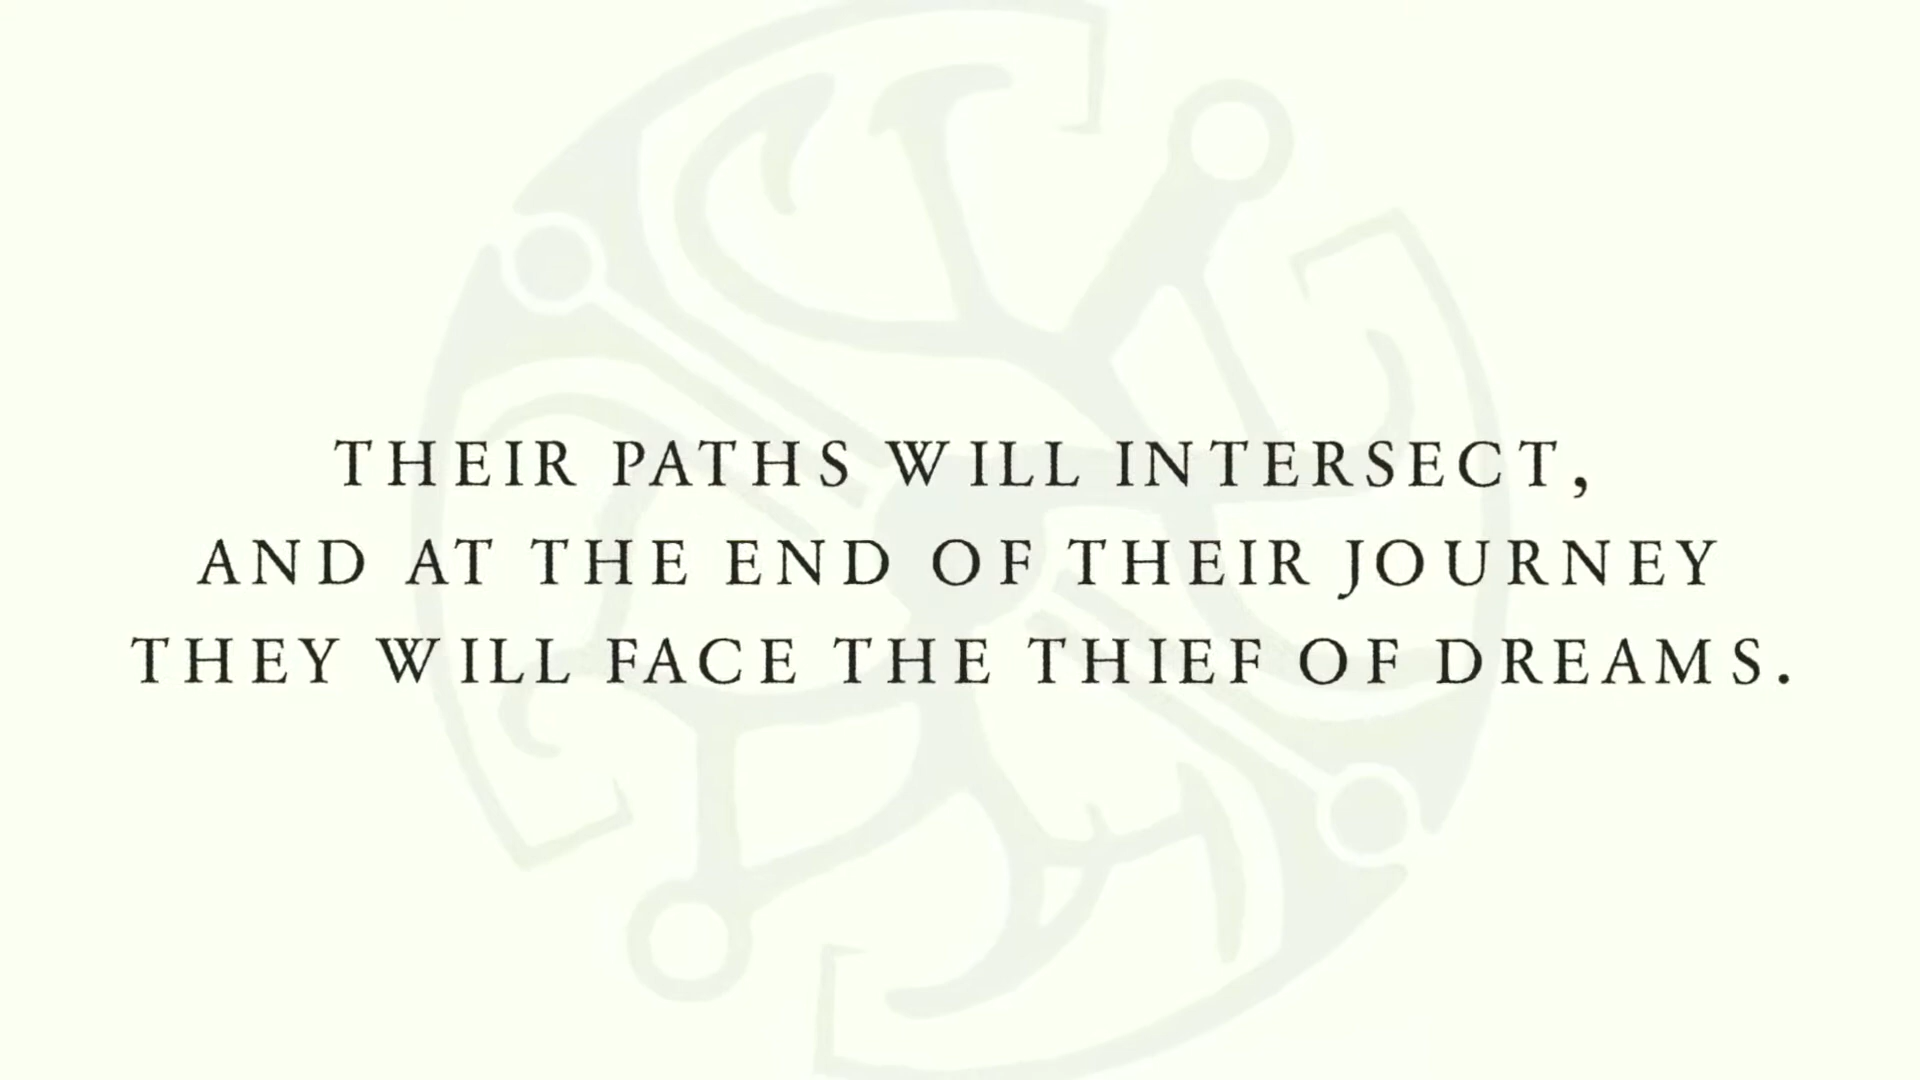 THEIR PATHS WILL INTERSECT,
AND AT THE END OF THEIR JOURNEY
THEY WILL FACE THE THIEF OF DREAMS.